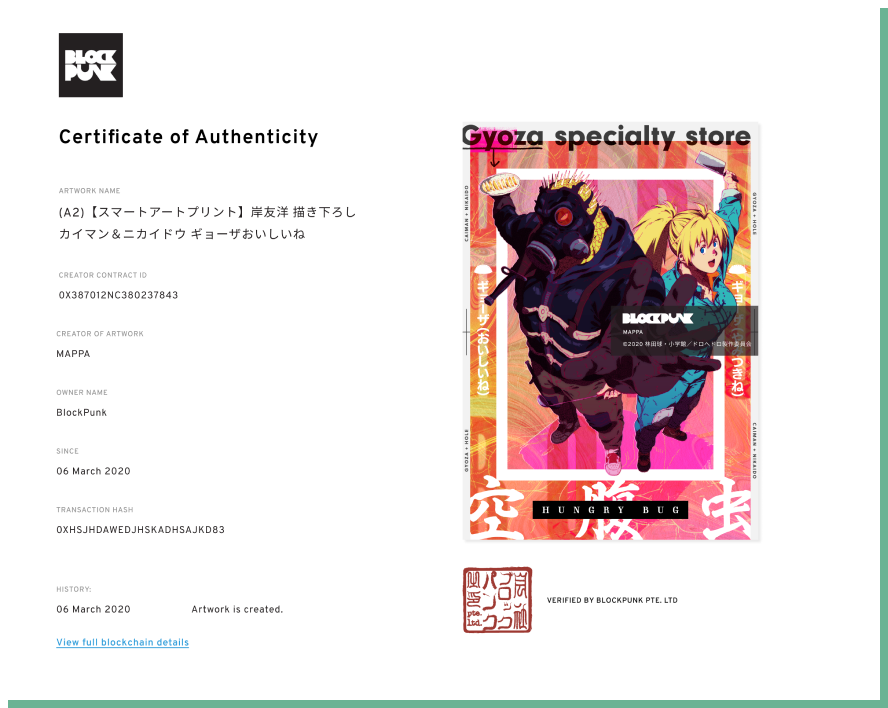 BLOCK
PUNK
Certificate of Authenticity
ARTWORK NAME
(A2)【スマートアートプリント】岸友洋 描き下ろし
カイマン＆ニカイドウ ギョーザおいしいね
CREATOR CONTRACT ID
0X387012NC380237843
CREATOR OF ARTWORK
MAPPA
OWNER NAME
BlockPunk
SINCE
06 March 2020
TRANSACTION HASH
0XHSJHDAWEDJHSKADHSAJKD83
HISTORY:
06 March 2020 Artwork is created.
View full blockchain details
Gyoza specialty store
CAIMAN + NIKAIDO
GYOZA + HOLE
ギョーザ(おいしいね)
BLOCKPUNK
MAPPA
©2020 林田球・小学館／ドロヘドロ製作委員会
つきね)
GYOZA + HOLE
CAIMAN + NIKAIDO
空腹虫
HUNGRY BUG
ブロック
パンク
pte.
ltd.
VERIFIED BY BLOCKPUNK PTE. LTD